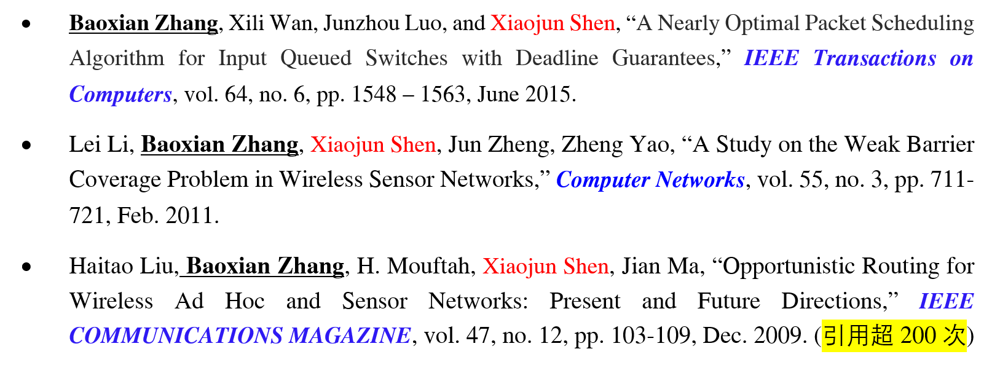 • Baoxian Zhang, Xili Wan, Junzhou Luo, and Xiaojun Shen, “A Nearly Optimal Packet Scheduling
Algorithm for Input Queued Switches with Deadline Guarantees,” IEEE Transactions on
Computers, vol. 64, no. 6, pp. 1548 – 1563, June 2015.
• Lei Li, Baoxian Zhang, Xiaojun Shen, Jun Zheng, Zheng Yao, “A Study on the Weak Barrier
Coverage Problem in Wireless Sensor Networks,” Computer Networks, vol. 55, no. 3, pp. 711-
721, Feb. 2011.
• Haitao Liu, Baoxian Zhang, H. Mouftah, Xiaojun Shen, Jian Ma, “Opportunistic Routing for
Wireless Ad Hoc and Sensor Networks: Present and Future Directions,” IEEE
COMMUNICATIONS MAGAZINE, vol. 47, no. 12, pp. 103-109, Dec. 2009. (引用超 200 次)